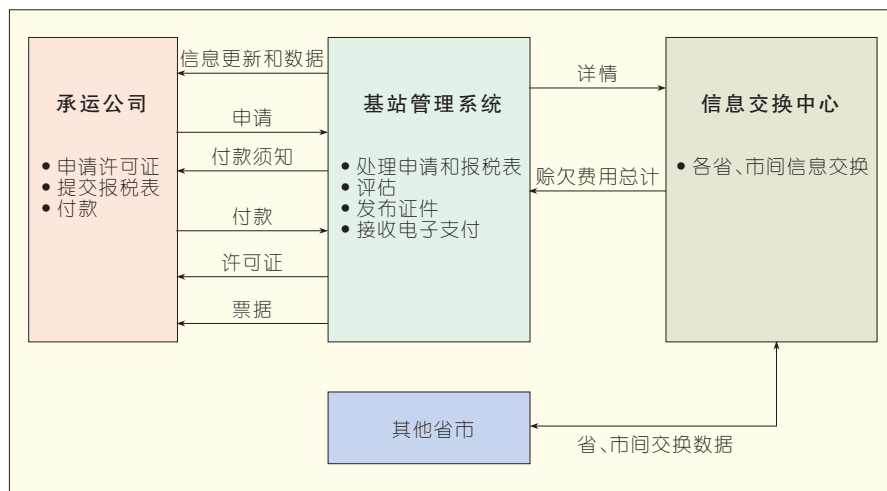 承运公司
• 申请许可证
• 提交报税表
• 付款
信息更新和数据
申请
付款须知
付款
许可证
票据
基站管理系统
• 处理申请和报税表
• 评估
• 发布证件
• 接收电子支付
详情
赊欠费用总计
信息交换中心
• 各省、市间信息交换
其他省市
省、市间交换数据